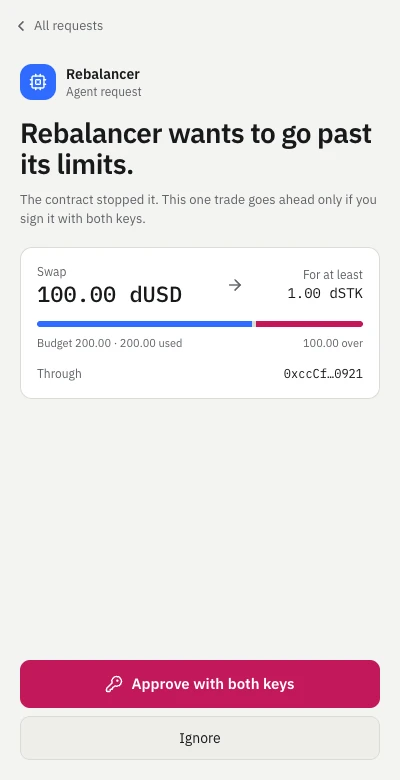 All requests
Rebalancer
Agent request
Rebalancer wants to go past
its limits.
The contract stopped it. This one trade goes ahead only if you
sign it with both keys.
Swap
100.00 dUSD
For at least
1.00 dSTK
Budget 200.00 · 200.00 used
100.00 over
Through
0xccCf…0921
Approve with both keys
Ignore